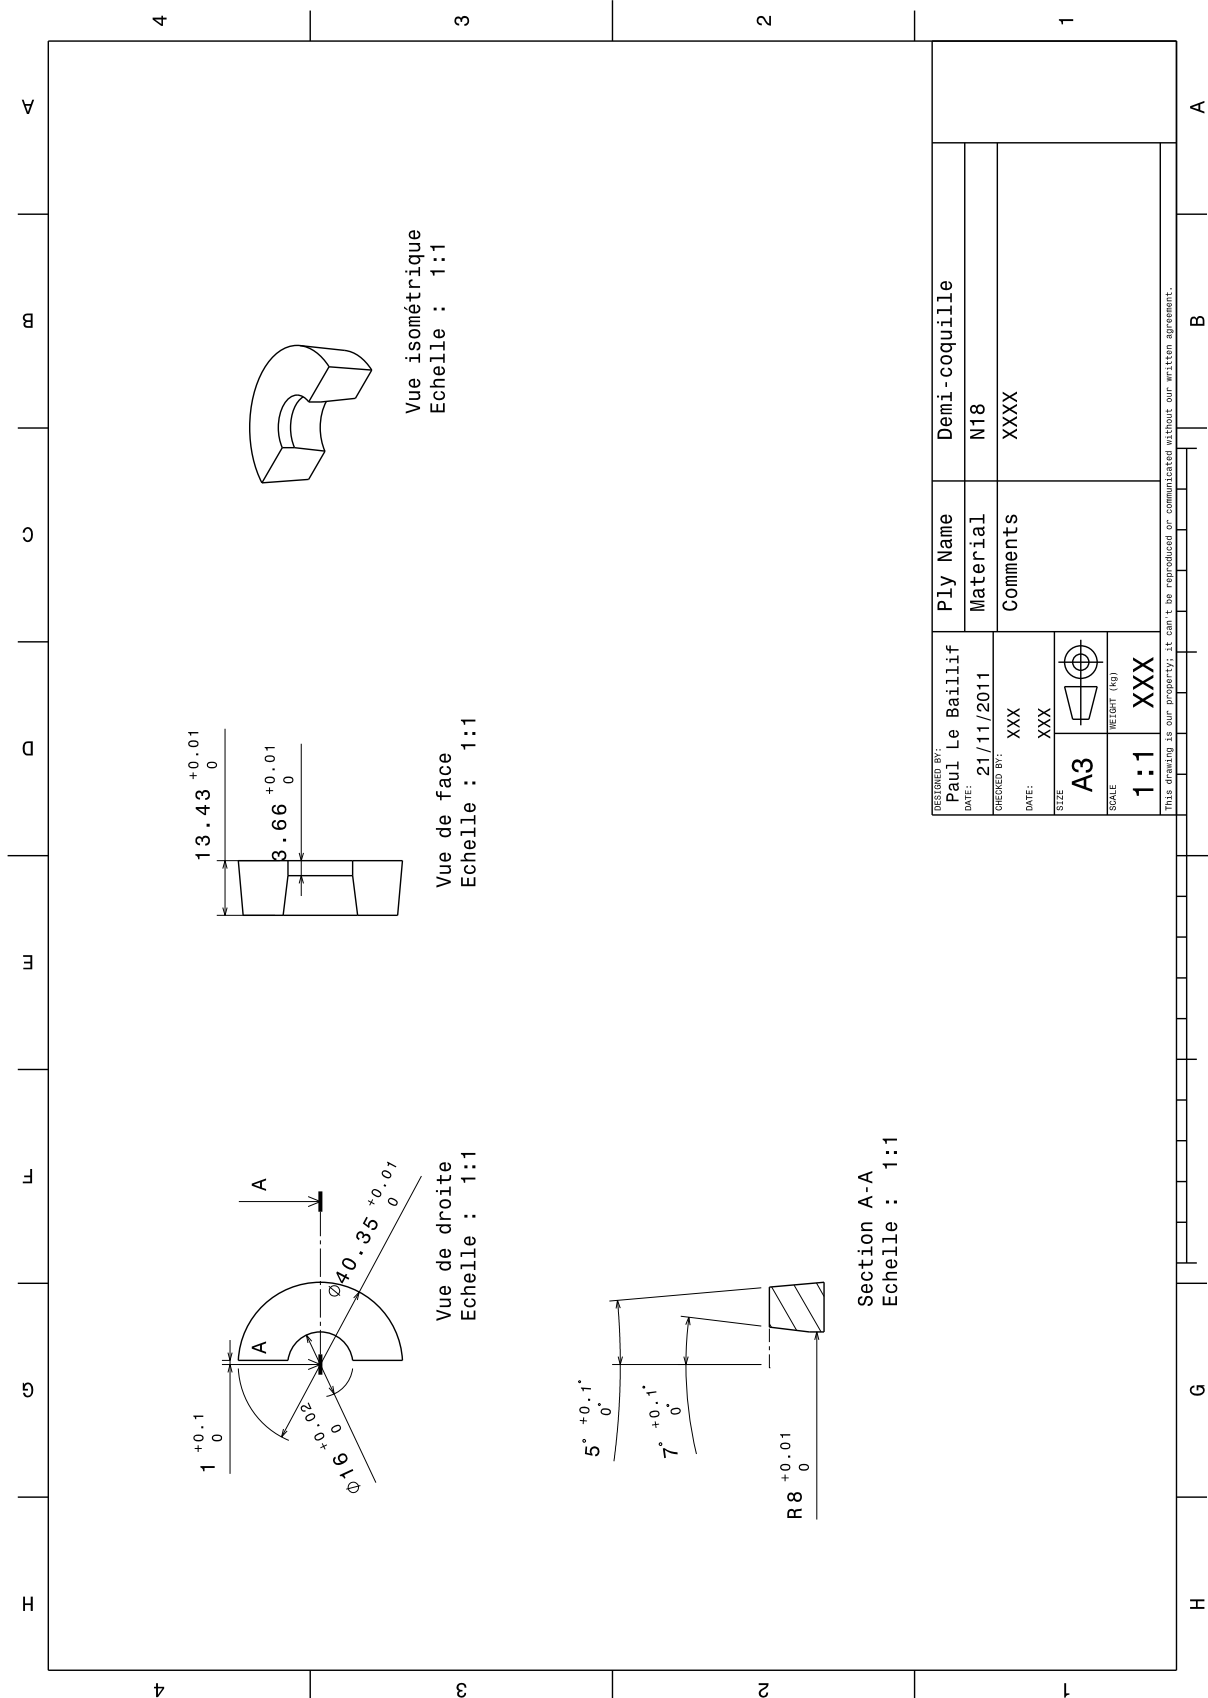 H
G
F
E
D
C
B
A
4
4
3
3
2
2
1
1
1 +0.1
0
A
A
Ø16 +0.02
0
Ø40.35 +0.01
0
Vue de droite
Echelle : 1:1
13.43 +0.01
0
3.66 +0.01
0
Vue de face
Echelle : 1:1
Vue isométrique
Echelle : 1:1
5° +0.1°
0°
7° +0.1°
0°
R8 +0.01
0
Section A-A
Echelle : 1:1
DESIGNED BY:
Paul Le Baillif
DATE:
21/11/2011
CHECKED BY:
XXX
DATE:
XXX
SIZE
A3
SCALE
1:1
WEIGHT (kg)
XXX
Ply Name
Demi-coquille
Material
N18
Comments
XXXX
This drawing is our property; it can't be reproduced or communicated without our written agreement.
H
G
B
A